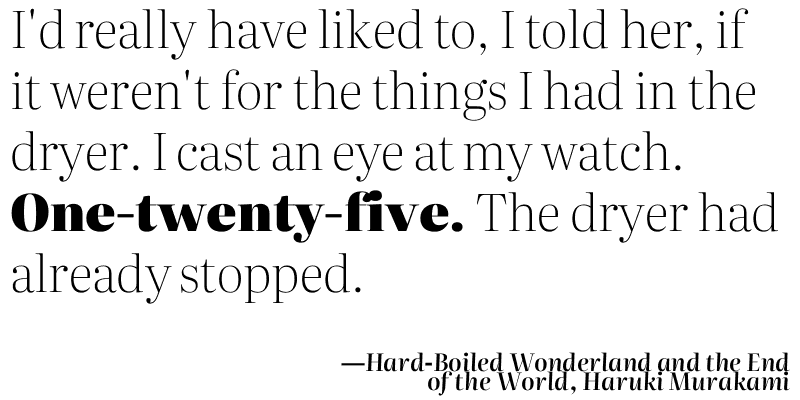 I'd really have liked to, I told her, if
it weren't for the things I had in the
dryer. I cast an eye at my watch.
One-twenty-five. The dryer had
already stopped.
—Hard-Boiled Wonderland and the End
of the World, Haruki Murakami